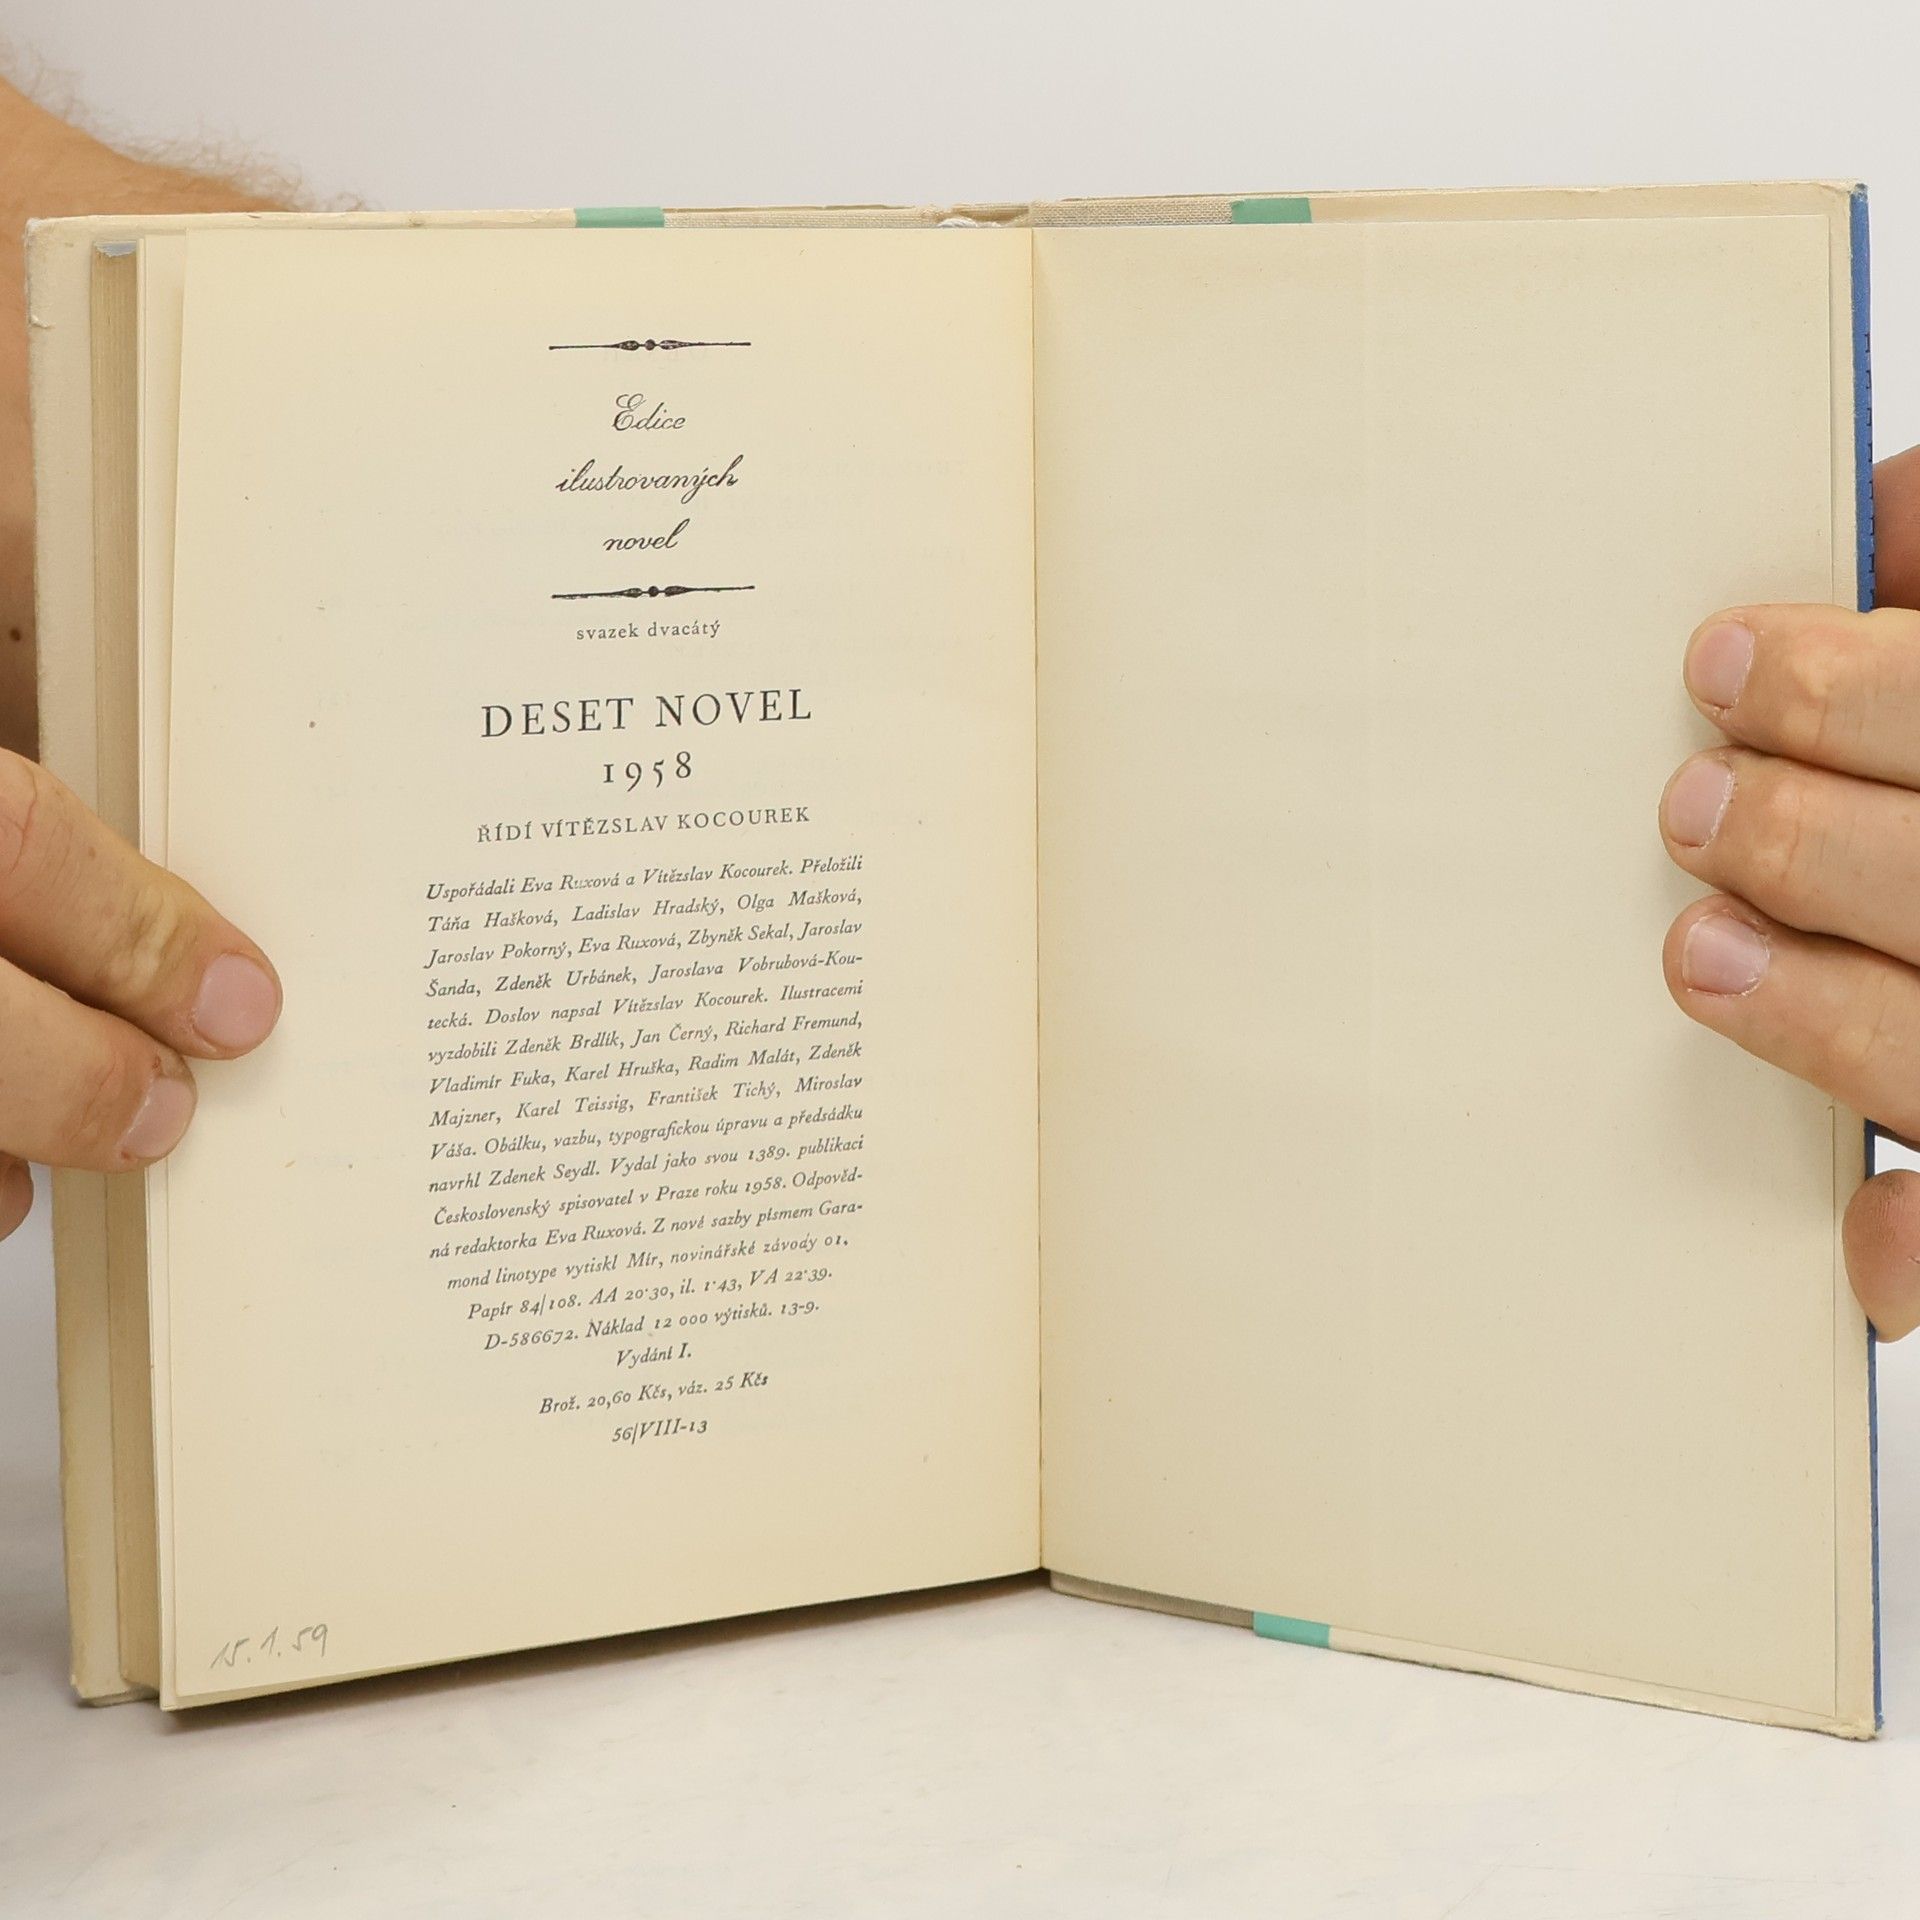 Edice
ilustrovaných
novel
svazek dvacátý
DESET NOVEL
1958
ŘÍDÍ VÍTĚZSLAV KOCOUREK
Uspořádali Eva Ruxová a Vítězslav Kocourek. Přeložili
Táňa Hašková, Ladislav Hradský, Olga Mašková,
Jaroslav Pokorný, Eva Ruxová, Zbyněk Sekal, Jaroslav
Šanda, Zdeněk Urbánek, Jaroslava Vobrubová-Kou-
tecká. Doslov napsal Vítězslav Kocourek. Ilustracemi
vyzdobili Zdeněk Brdlík, Jan Černý, Richard Fremund,
Vladimír Fuka, Karel Hruška, Radim Malát, Zdeněk
Majzner, Karel Teissig, František Tichý, Miroslav
Váša. Obálku, vazbu, typografickou úpravu a předsádku
navrhl Zdenek Seydl. Vydal jako svou 1389. publikaci
Československý spisovatel v Praze roku 1958. Odpověd-
ná redaktorka Eva Ruxová. Z nové sazby písmem Gara-
mond linotype vytiskl Mír, novinářské závody 01.
Papír 84/108. AA 20·30, il. 1·43, VA 22·39.
D-586672. Náklad 12 000 výtisků. 13-9.
Vydání I.
Brož. 20,60 Kčs, váz. 25 Kčs
56/VIII-13
15.1.59